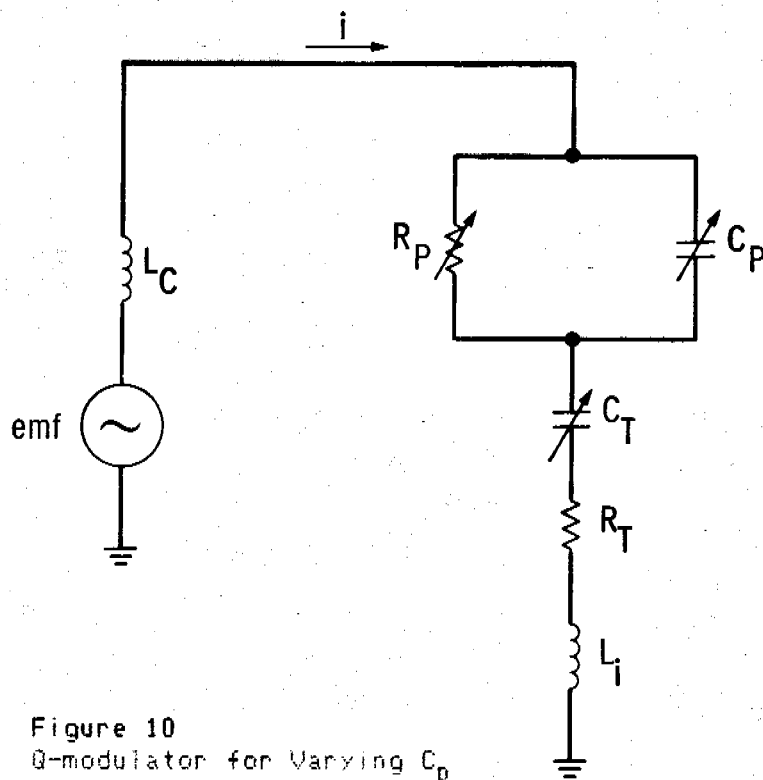 i
R_P
C_P
L_C
emf
C_T
R_T
L_i
Figure 10
Q-modulator for Varying C_p